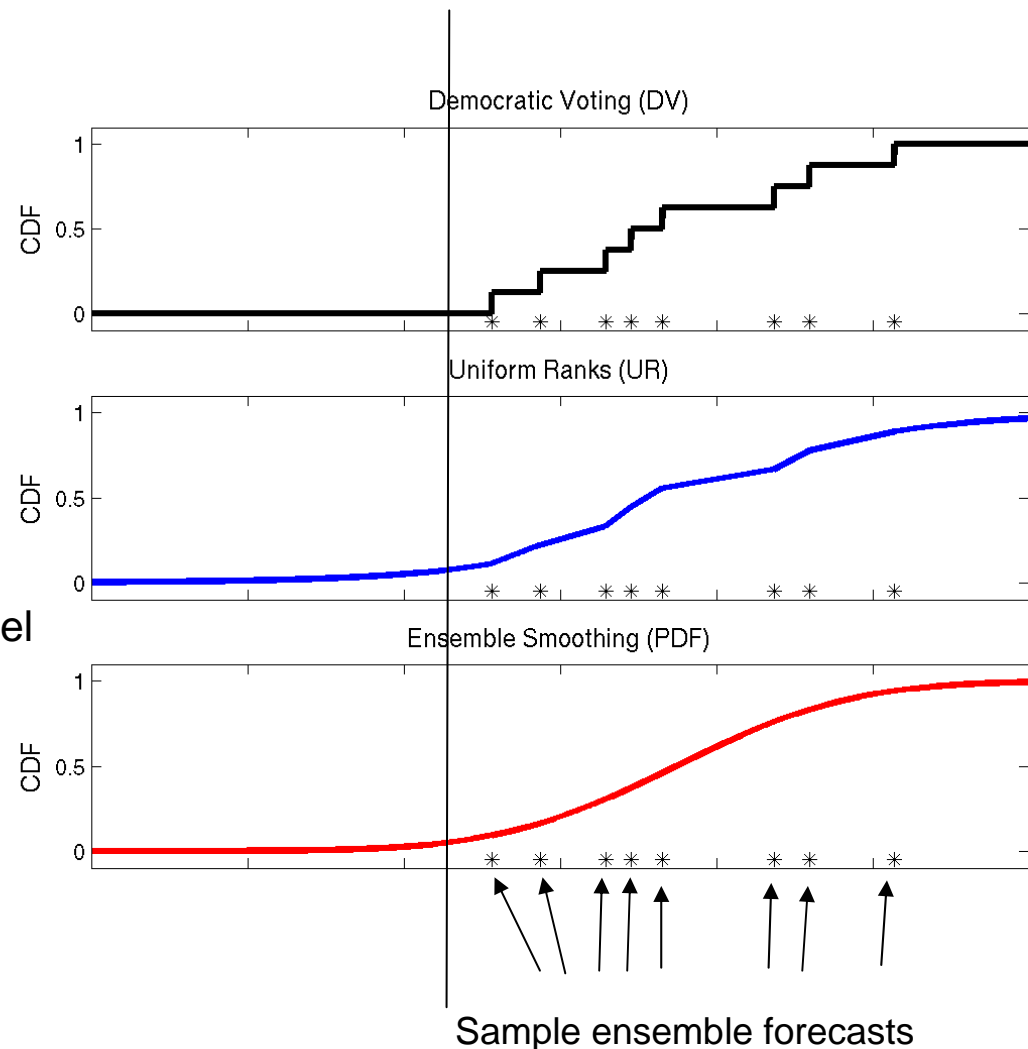 Democratic Voting (DV)
1
0.5
0
CDF
* * * * * * * *
Uniform Ranks (UR)
1
0.5
0
CDF
* * * * * * * *
el
Ensemble Smoothing (PDF)
1
0.5
0
CDF
* * * * * * * *
Sample ensemble forecasts